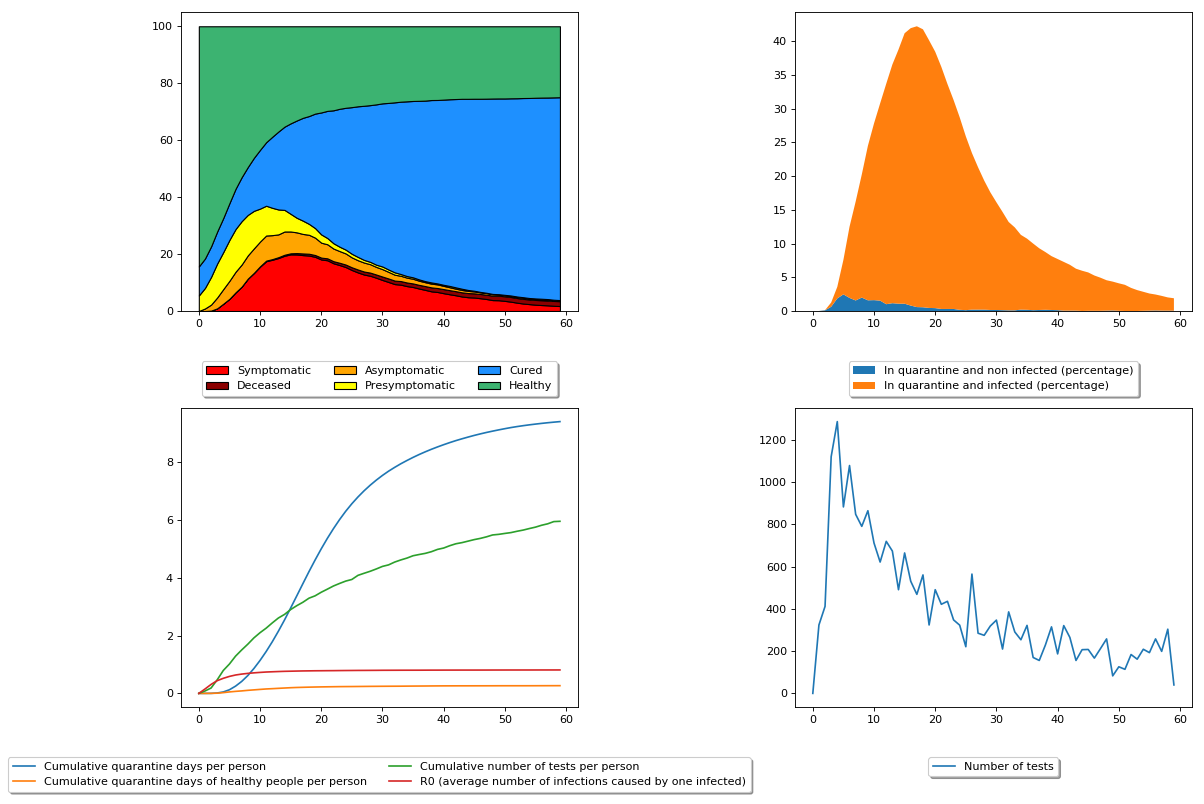 100
80
60
40
20
0
0 10 20 30 40 50 60
Symptomatic Asymptomatic Cured
Deceased Presymptomatic Healthy
40
35
30
25
20
15
10
5
0
0 10 20 30 40 50 60
In quarantine and non infected (percentage)
In quarantine and infected (percentage)
8
6
4
2
0
0 10 20 30 40 50 60
Cumulative quarantine days per person Cumulative number of tests per person
Cumulative quarantine days of healthy people per person R0 (average number of infections caused by one infected)
1200
1000
800
600
400
200
0
0 10 20 30 40 50 60
Number of tests